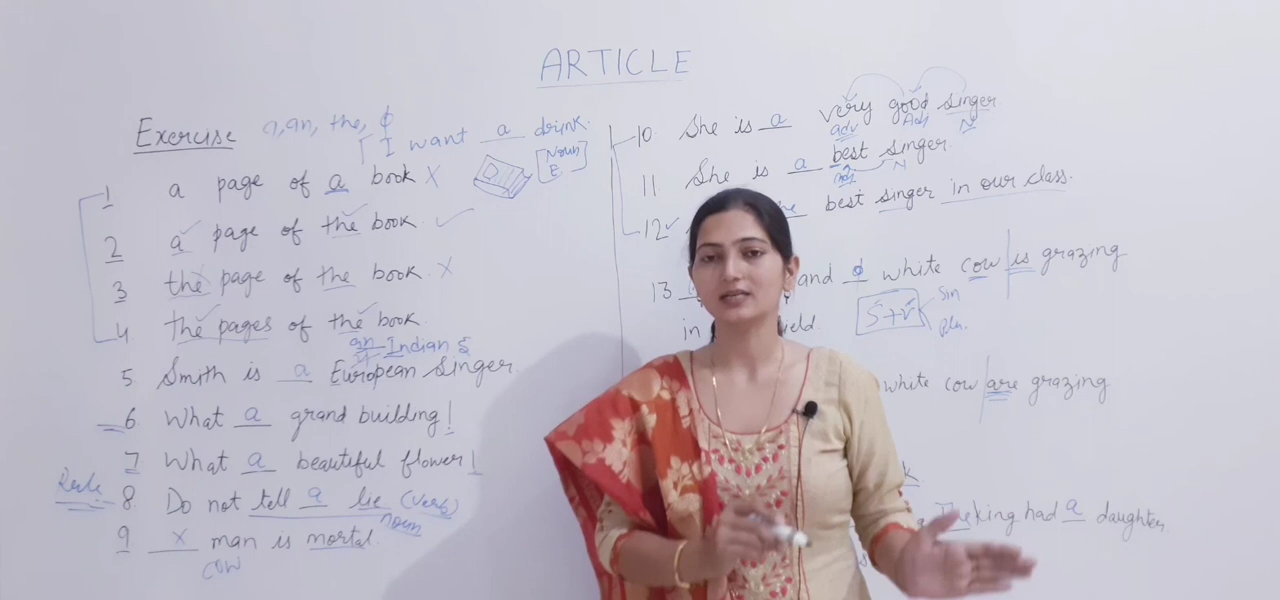 ARTICLE
Exercise a, an, the, ϕ
I want a drink.
[Noun
E]
1 a page of a book X
2 a page of the book ✓
3 the page of the book X
4 the pages of the book.
an Indian S
5 Smith is a European Singer.
6 What a grand building!
7 What a beautiful flower!
Rule 8. Do not tell a lie (verb)
noun
9 X man is mortal.
cow
10 She is a very good singer.
adv Adj N
11 She is a best singer.
adj N
12 ✓ best singer in our class.
13 and ϕ white cow is grazing
in field.
S+V
Sin
Plu.
white cow are grazing
The king had a daughter